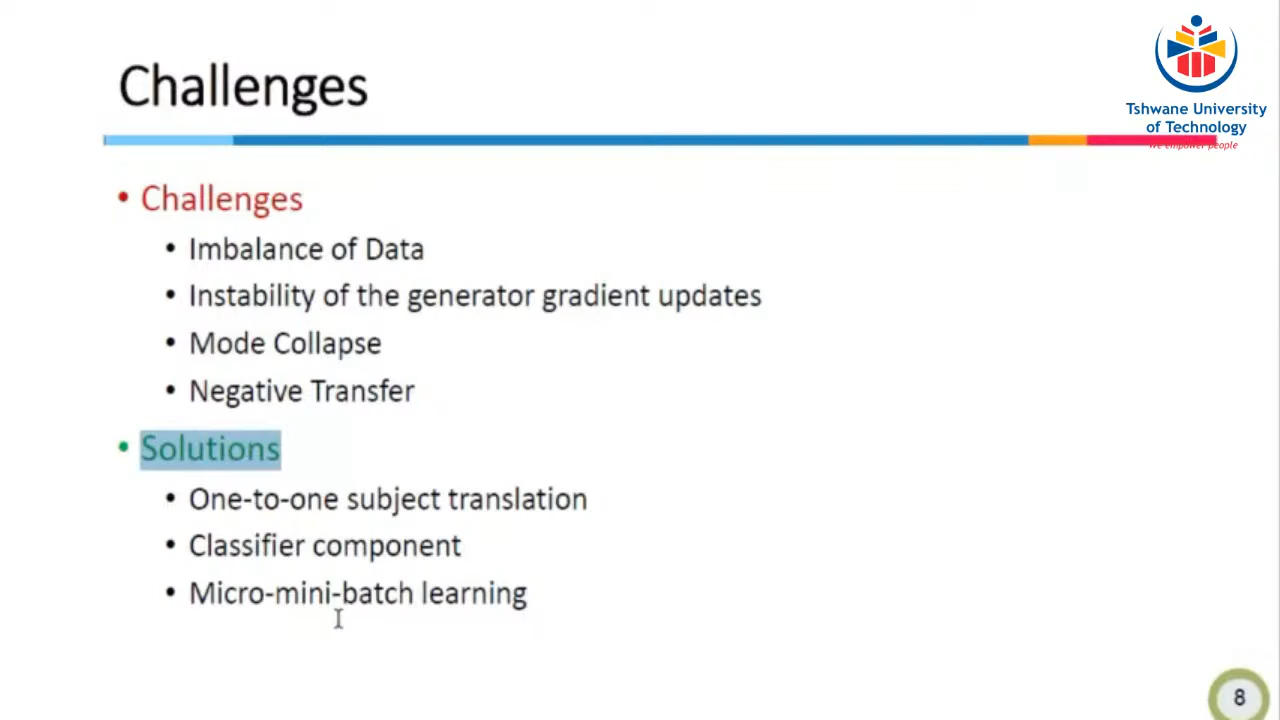 Challenges
Tshwane University
of Technology
We empower people
• Challenges
• Imbalance of Data
• Instability of the generator gradient updates
• Mode Collapse
• Negative Transfer
• Solutions
• One-to-one subject translation
• Classifier component
• Micro-mini-batch learning
8